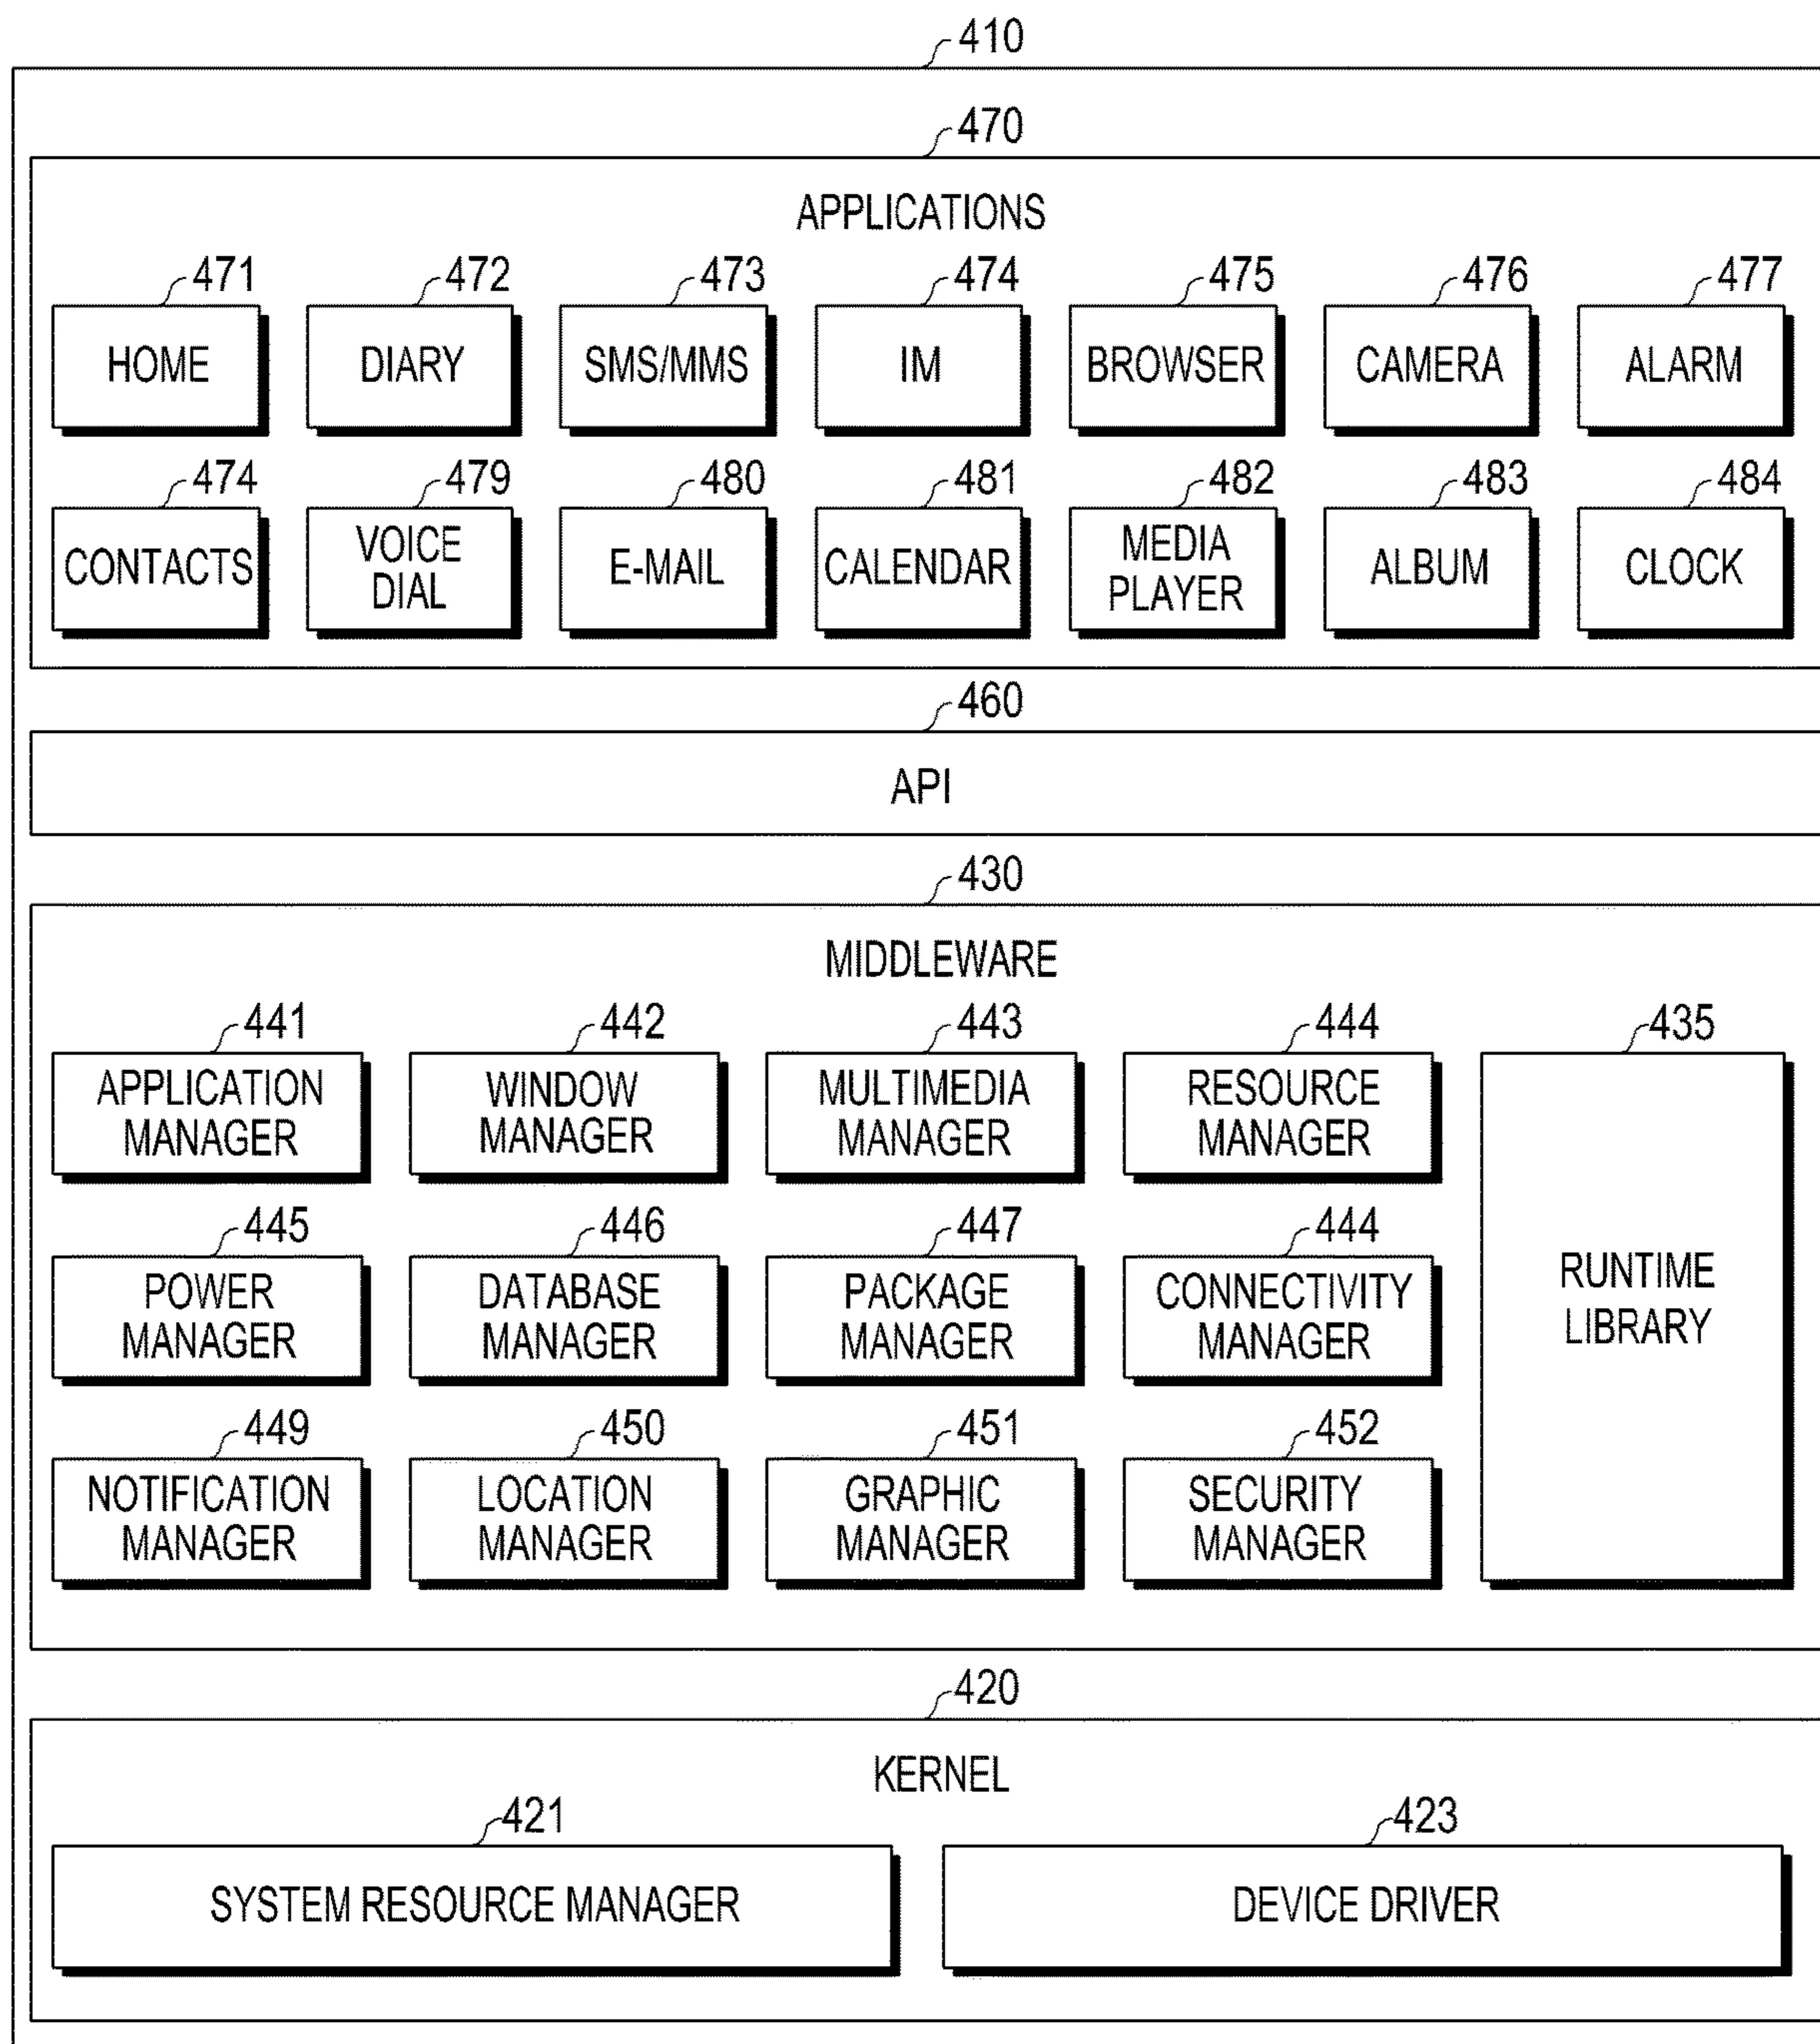 410
470
APPLICATIONS
471 472 473 474 475 476 477
HOME DIARY SMS/MMS IM BROWSER CAMERA ALARM
474 479 480 481 482 483 484
CONTACTS VOICE DIAL E-MAIL CALENDAR MEDIA PLAYER ALBUM CLOCK
460
API
430
MIDDLEWARE
441 442 443 444 435
APPLICATION MANAGER WINDOW MANAGER MULTIMEDIA MANAGER RESOURCE MANAGER
445 446 447 444
POWER MANAGER DATABASE MANAGER PACKAGE MANAGER CONNECTIVITY MANAGER RUNTIME LIBRARY
449 450 451 452
NOTIFICATION MANAGER LOCATION MANAGER GRAPHIC MANAGER SECURITY MANAGER
420
KERNEL
421 423
SYSTEM RESOURCE MANAGER DEVICE DRIVER